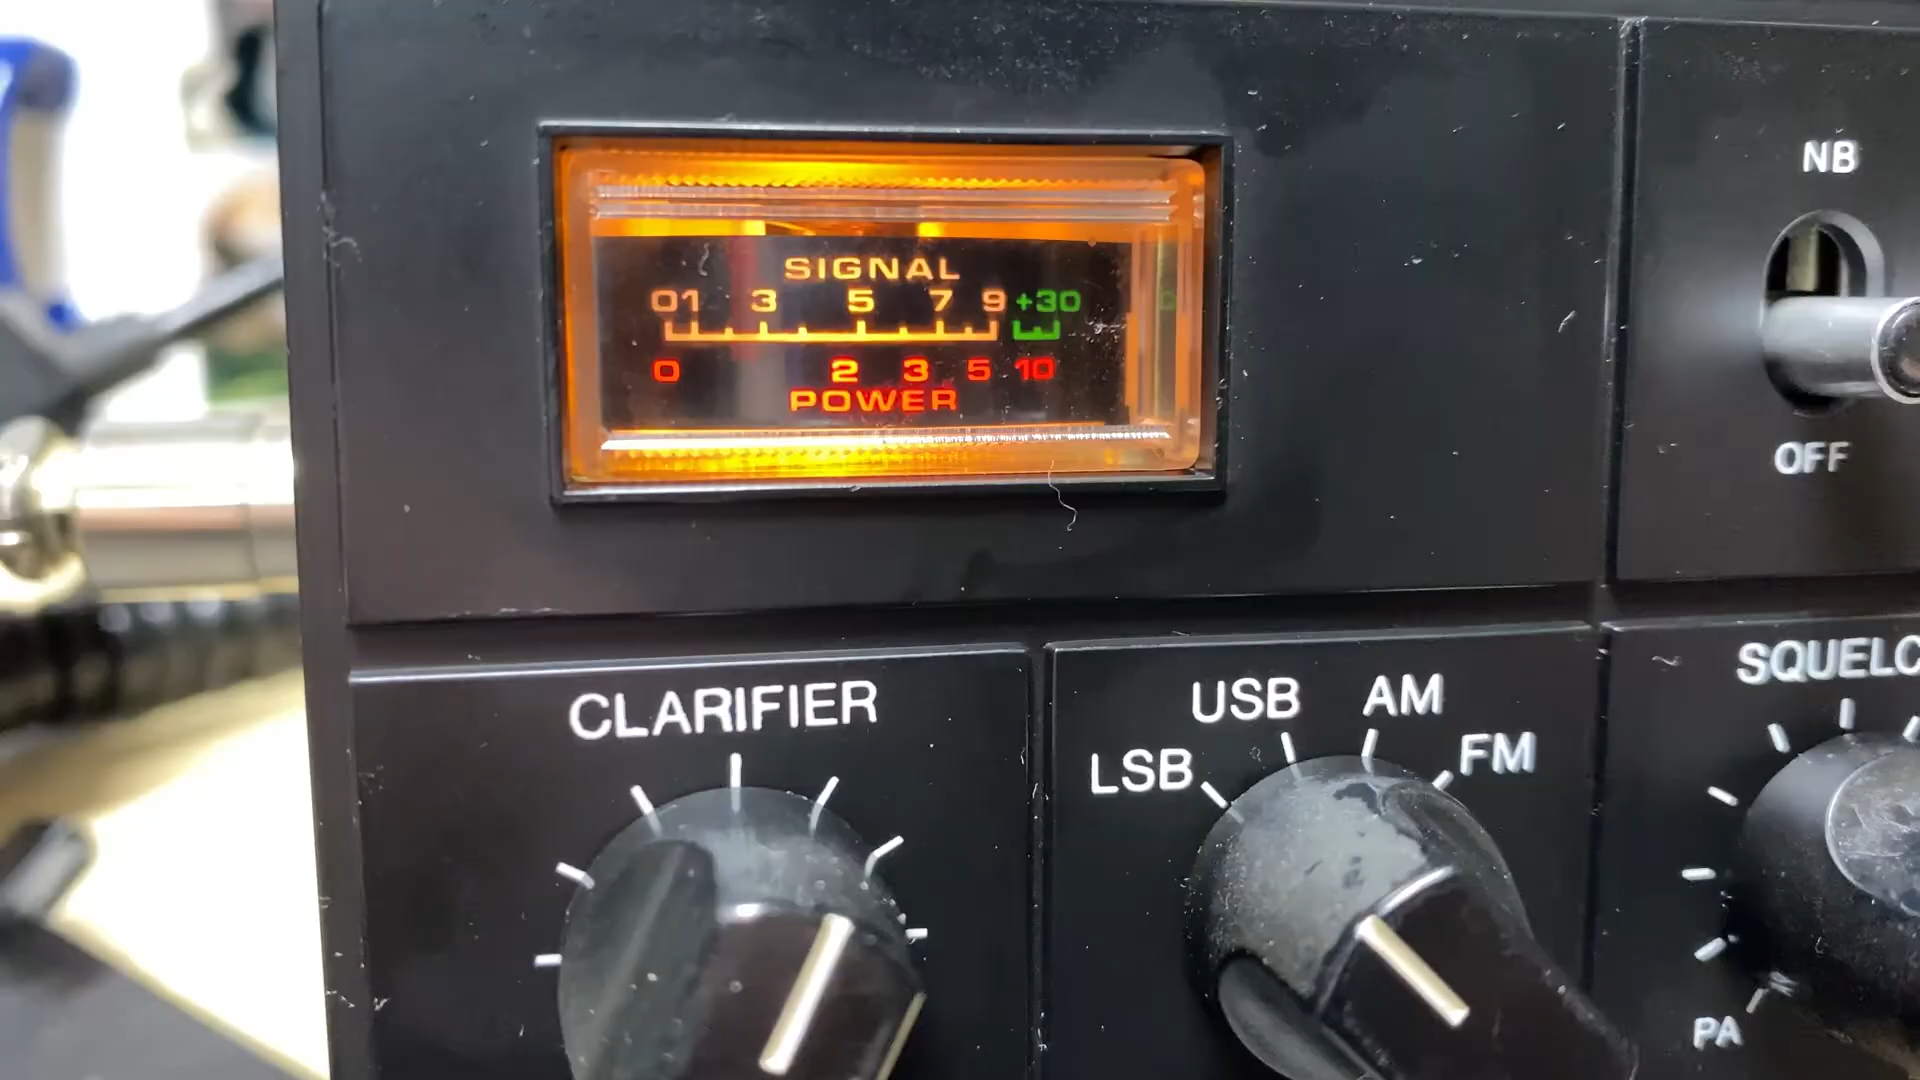 SIGNAL
01 3 5 7 9 +30
0 2 3 5 10
POWER
NB
OFF
CLARIFIER
LSB USB AM FM
PA